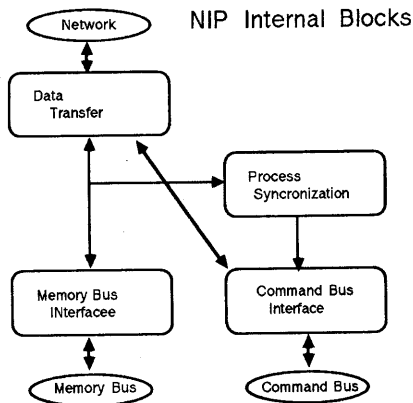 NIP Internal Blocks
Network
Data
Transfer
Process
Syncronization
Memory Bus
INterfacee
Command Bus
Interface
Memory Bus
Command Bus